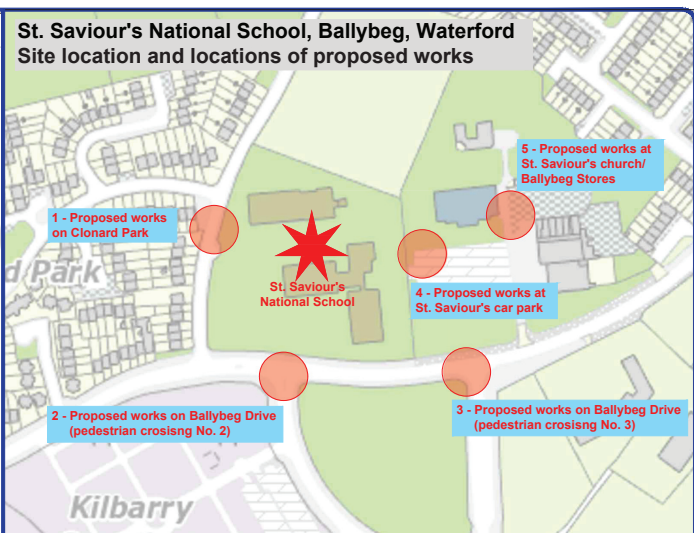 St. Saviour's National School, Ballybeg, Waterford
Site location and locations of proposed works
5 - Proposed works at
St. Saviour's church/
Ballybeg Stores
1 - Proposed works
on Clonard Park
d Park
St. Saviour's
National School
4 - Proposed works at
St. Saviour's car park
2 - Proposed works on Ballybeg Drive
(pedestrian crosisng No. 2)
3 - Proposed works on Ballybeg Drive
(pedestrian crosisng No. 3)
Kilbarry